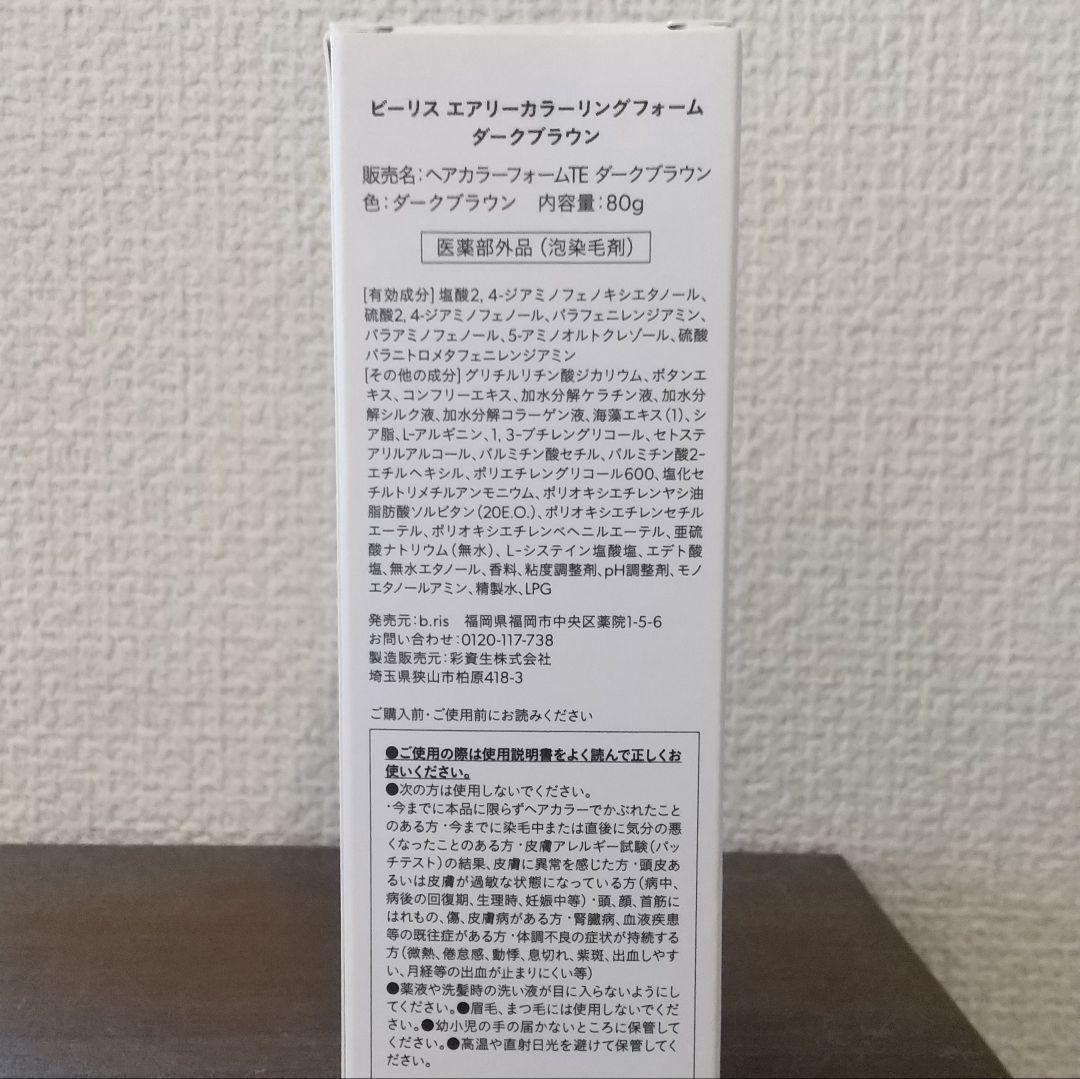 ビーリス エアリーカラーリングフォーム
ダークブラウン
販売名:ヘアカラーフォームTE ダークブラウン
色:ダークブラウン　内容量:80g
医薬部外品（泡染毛剤）
[有効成分] 塩酸2, 4-ジアミノフェノキシエタノール、
硫酸2, 4-ジアミノフェノール、パラフェニレンジアミン、
パラアミノフェノール、5-アミノオルトクレゾール、硫酸
パラニトロメタフェニレンジアミン
[その他の成分] グリチルリチン酸ジカリウム、ボタンエ
キス、コンフリーエキス、加水分解ケラチン液、加水分
解シルク液、加水分解コラーゲン液、海藻エキス（1）、シ
ア脂、L-アルギニン、1, 3-ブチレングリコール、セトステ
アリルアルコール、パルミチン酸セチル、パルミチン酸2-
エチルヘキシル、ポリエチレングリコール600、塩化セ
チルトリメチルアンモニウム、ポリオキシエチレンヤシ油
脂肪酸ソルビタン（20E.O.）、ポリオキシエチレンセチル
エーテル、ポリオキシエチレンベヘニルエーテル、亜硫
酸ナトリウム（無水）、L-システイン塩酸塩、エデト酸
塩、無水エタノール、香料、粘度調整剤、pH調整剤、モノ
エタノールアミン、精製水、LPG
発売元:b.ris　福岡県福岡市中央区薬院1-5-6
お問い合わせ:0120-117-738
製造販売元:彩資生株式会社
埼玉県狭山市柏原418-3
ご購入前・ご使用前にお読みください
●ご使用の際は使用説明書をよく読んで正しくお
使いください。
●次の方は使用しないでください。
・今までに本品に限らずヘアカラーでかぶれたこと
のある方・今までに染毛中または直後に気分の悪
くなったことのある方・皮膚アレルギー試験（パッ
チテスト）の結果、皮膚に異常を感じた方・頭皮あ
るいは皮膚が過敏な状態になっている方（病中、
病後の回復期、生理時、妊娠中等）・頭、顔、首筋に
はれもの、傷、皮膚病がある方・腎臓病、血液疾患
等の既往症がある方・体調不良の症状が持続する
方（微熱、倦怠感、動悸、息切れ、紫斑、出血しやす
い、月経等の出血が止まりにくい等）
●薬液や洗髪時の洗い液が目に入らないようにし
てください。●眉毛、まつ毛には使用しないでくだ
さい。●幼小児の手の届かないところに保管して
ください。●高温や直射日光を避けて保管してく
ださい。